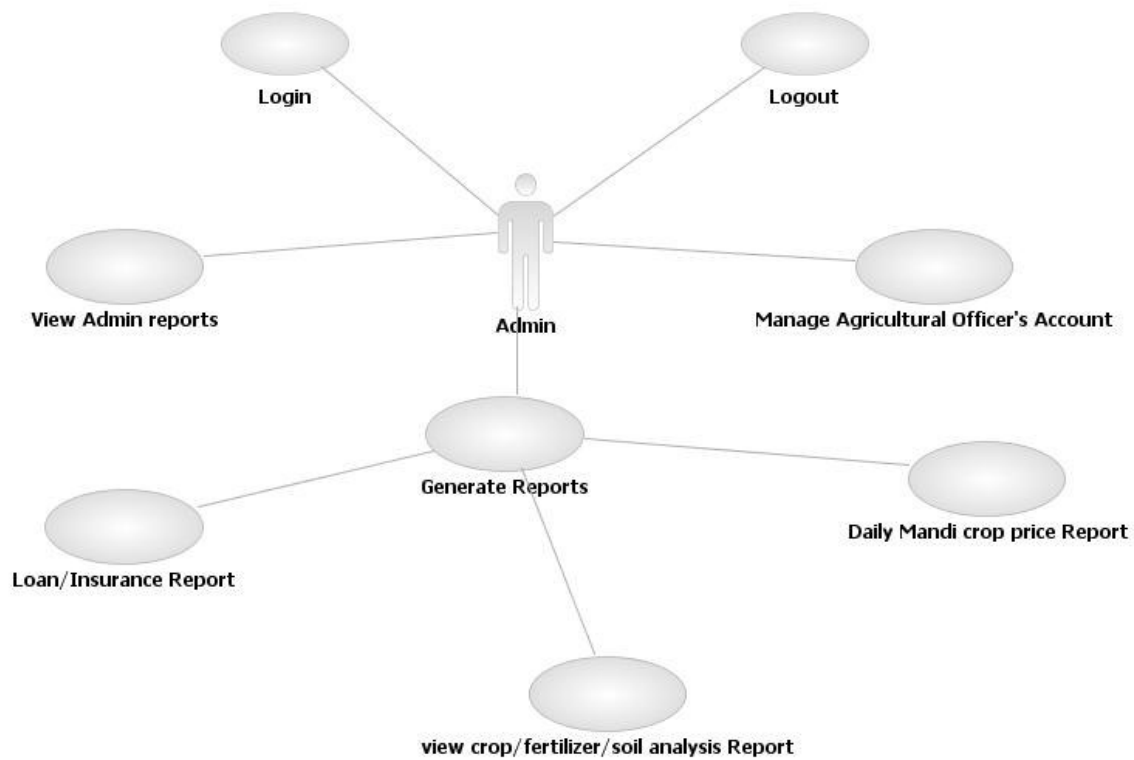 Login
Logout
View Admin reports
Admin
Manage Agricultural Officer's Account
Generate Reports
Daily Mandi crop price Report
Loan/Insurance Report
view crop/fertilizer/soil analysis Report